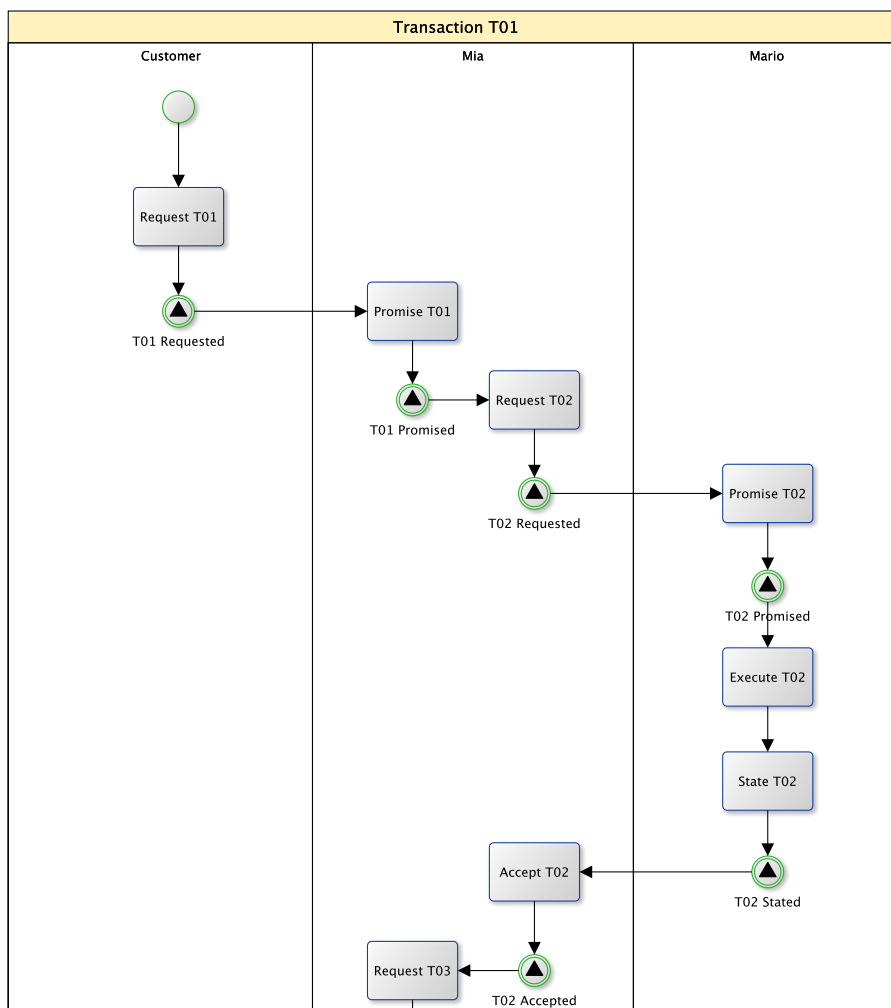 Transaction T01
Customer
Mia
Mario
Request T01
T01 Requested
Promise T01
T01 Promised
Request T02
T02 Requested
Promise T02
T02 Promised
Execute T02
State T02
T02 Stated
Accept T02
T02 Accepted
Request T03